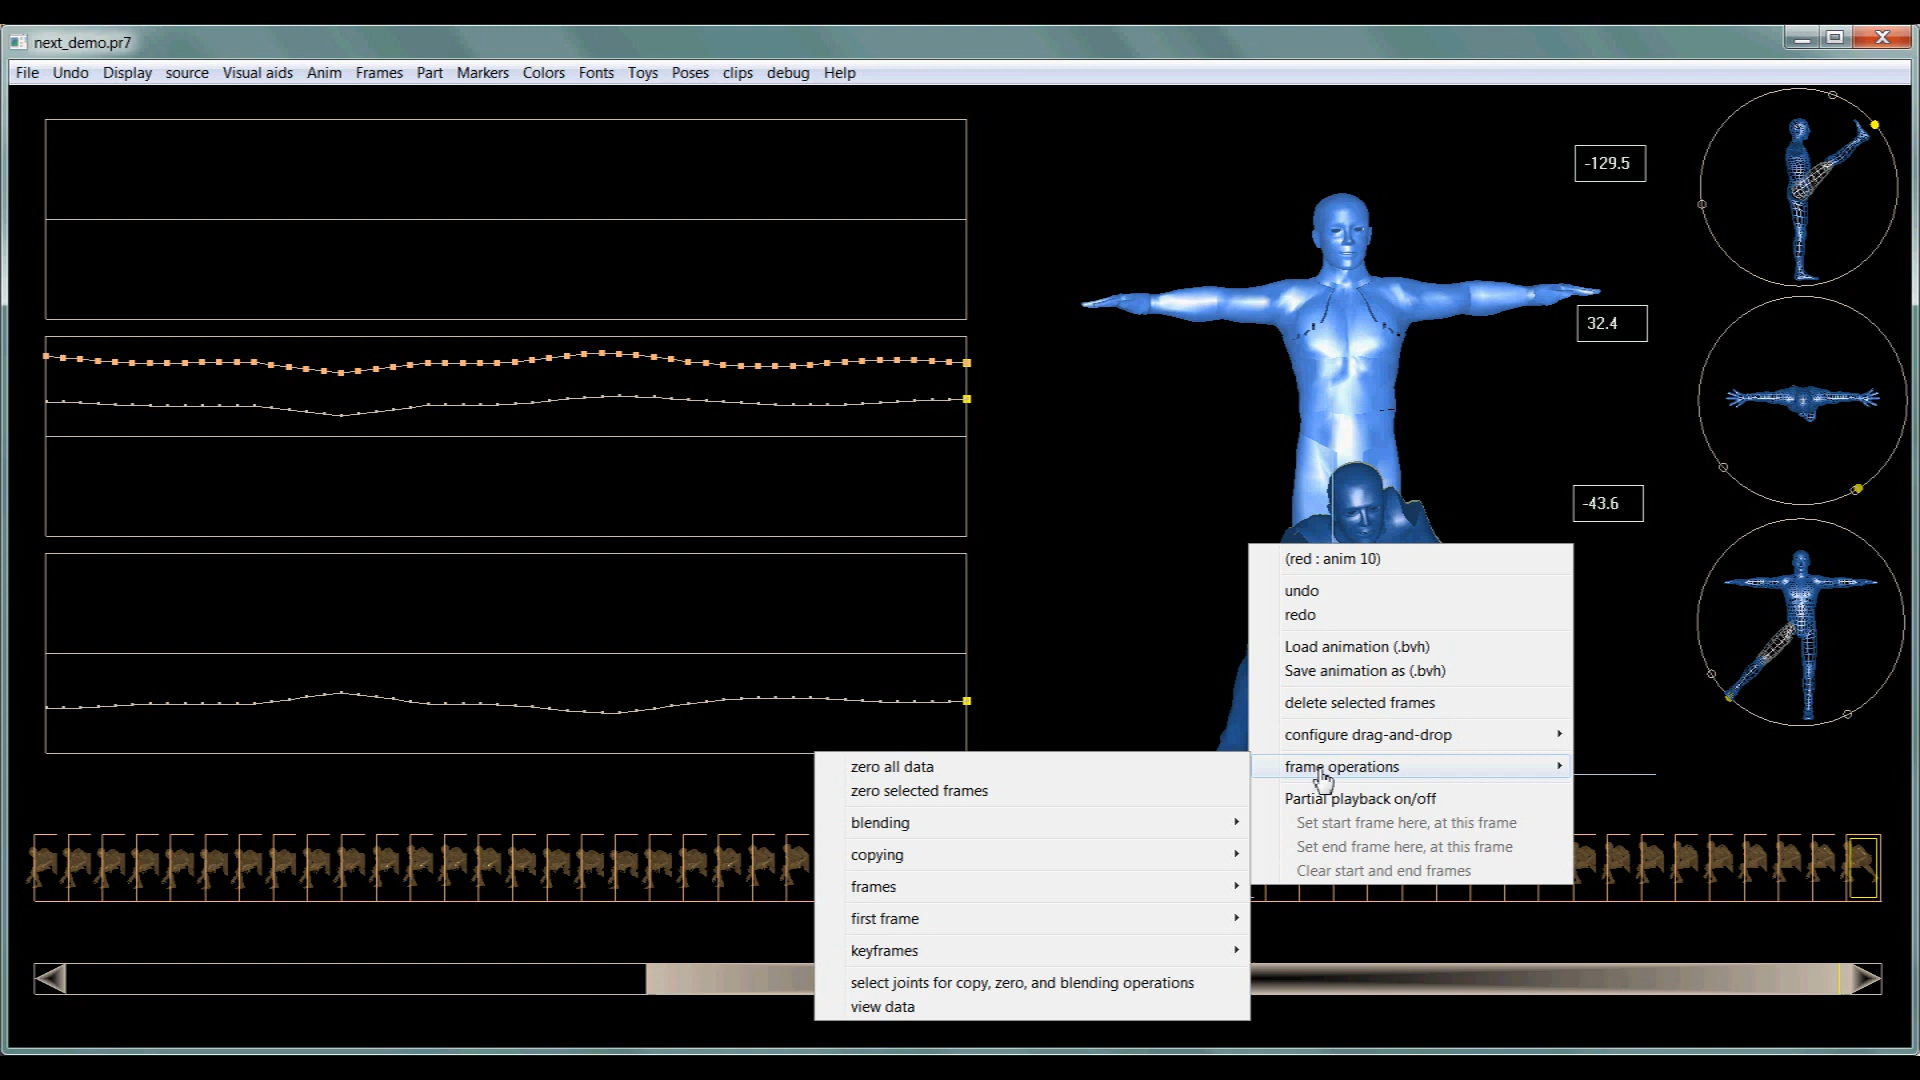 next_demo.pr7
File Undo Display source Visual aids Anim Frames Part Markers Colors Fonts Toys Poses clips debug Help
-129.5
32.4
-43.6
(red : anim 10)
undo
redo
Load animation (.bvh)
Save animation as (.bvh)
delete selected frames
configure drag-and-drop
frame operations
Partial playback on/off
Set start frame here, at this frame
Set end frame here, at this frame
Clear start and end frames
zero all data
zero selected frames
blending
copying
frames
first frame
keyframes
select joints for copy, zero, and blending operations
view data